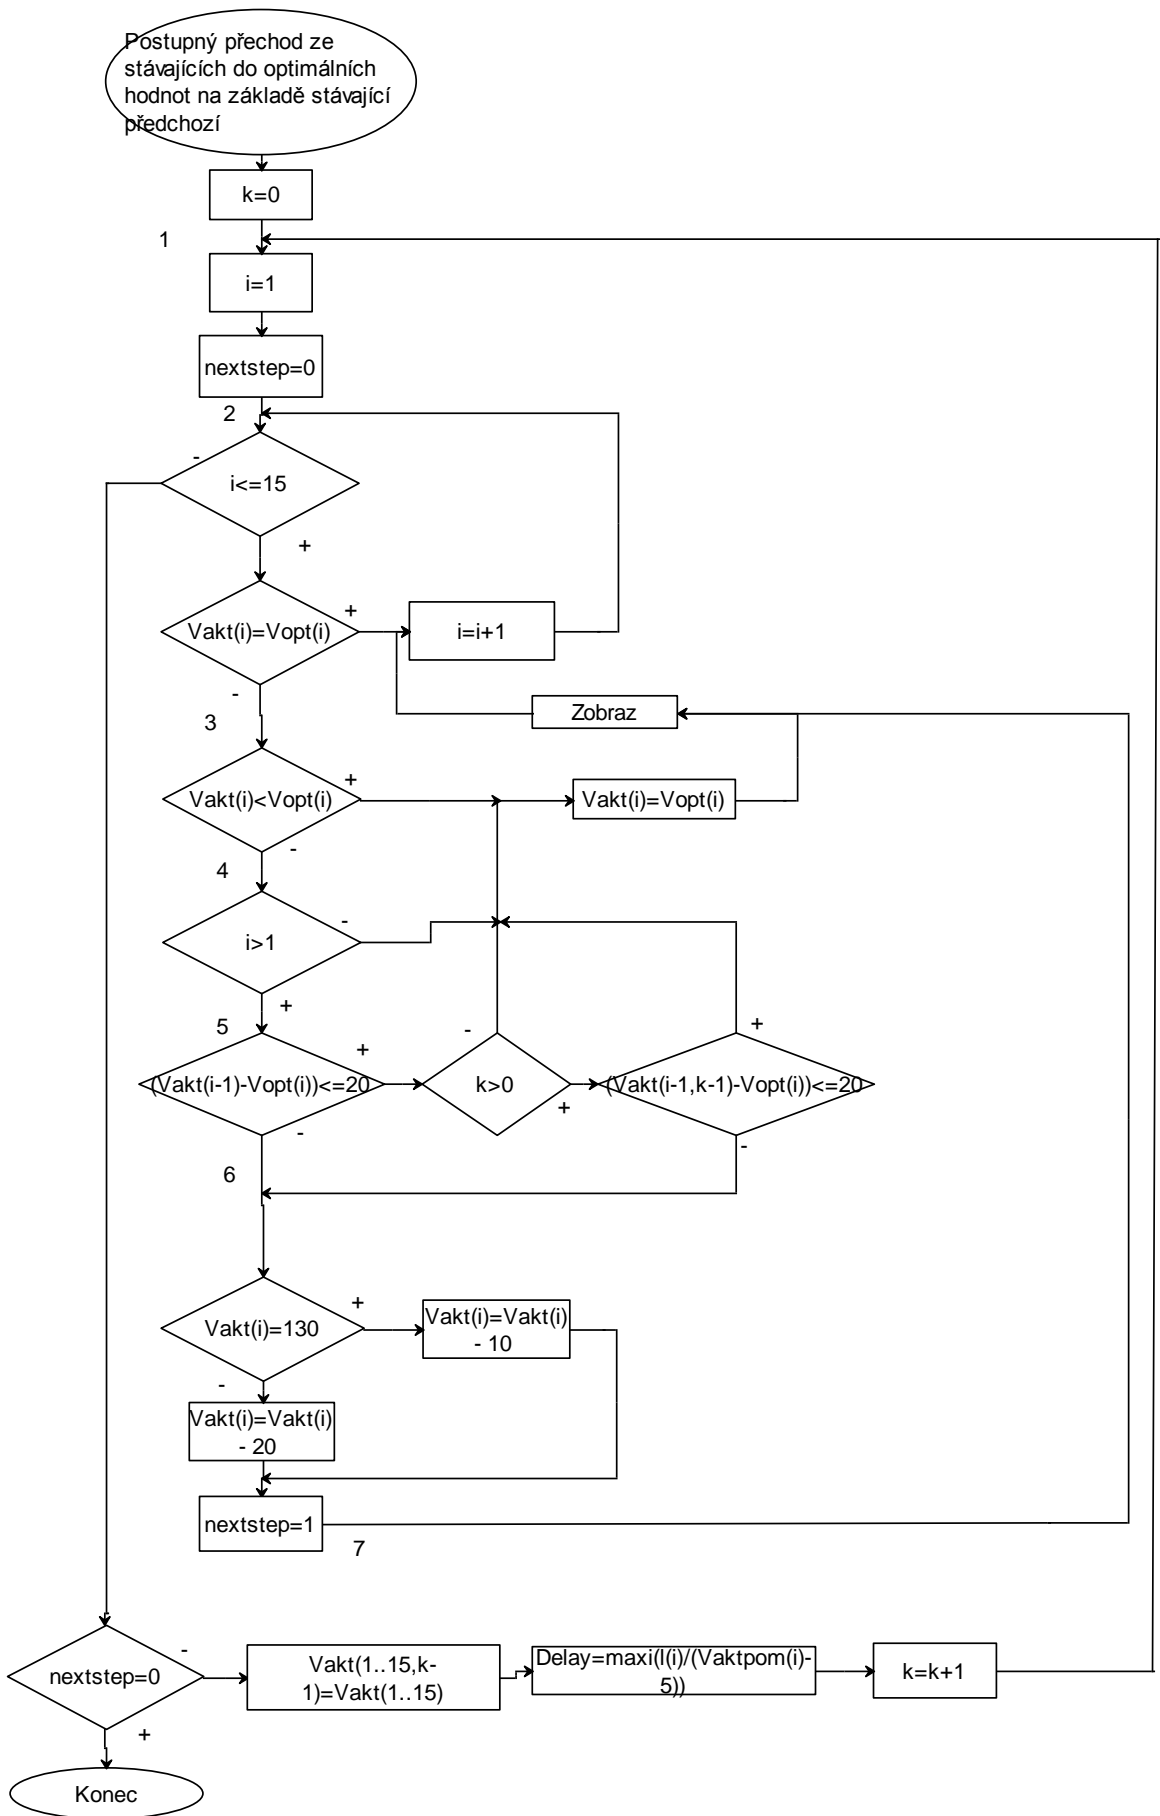 Postupný přechod ze
stávajících do optimálních
hodnot na základě stávající
předchozí
k=0
1
i=1
nextstep=0
2
-
i<=15
+
Vakt(i)=Vopt(i)
+
i=i+1
-
3
Zobraz
Vakt(i)<Vopt(i)
+
Vakt(i)=Vopt(i)
-
4
i>1
-
+
5
(Vakt(i-1)-Vopt(i))<=20
+
-
k>0
-
+
(Vakt(i-1,k-1)-Vopt(i))<=20
+
-
6
Vakt(i)=130
+
Vakt(i)=Vakt(i)
- 10
-
Vakt(i)=Vakt(i)
- 20
nextstep=1
7
nextstep=0
-
Vakt(1..15,k-
1)=Vakt(1..15)
Delay=maxi(l(i)/(Vaktpom(i)-
5))
k=k+1
+
Konec